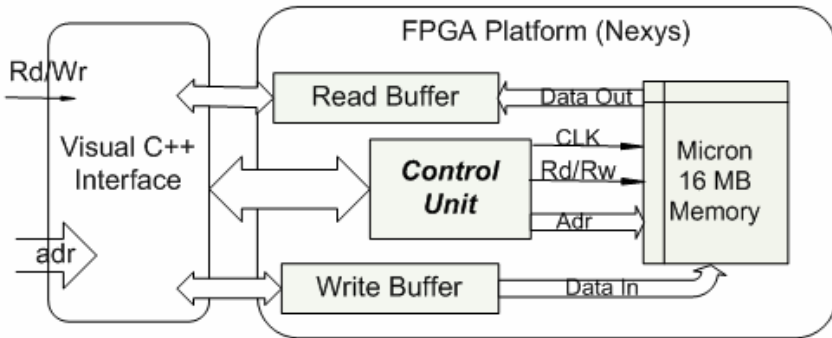 FPGA Platform (Nexys)
Rd/Wr
Visual C++
Interface
adr
Read Buffer
Data Out
Control
Unit
CLK
Rd/Rw
Adr
Micron
16 MB
Memory
Write Buffer
Data In